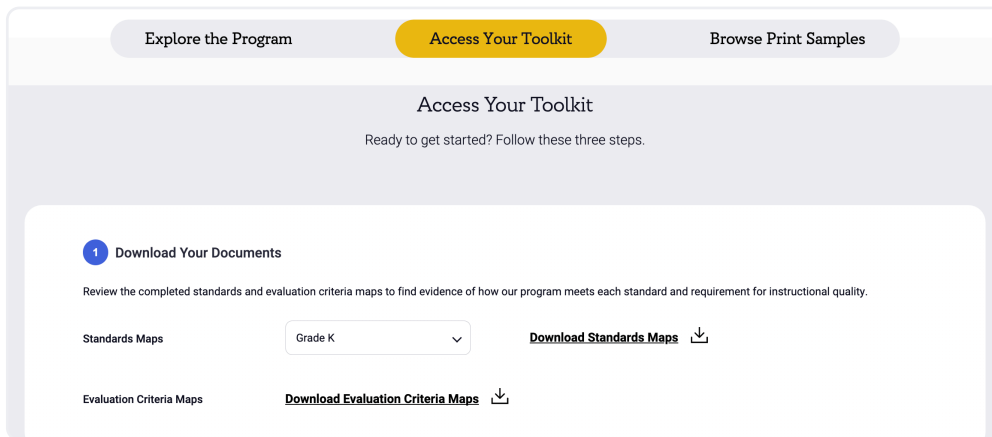 Explore the Program Access Your Toolkit Browse Print Samples
Access Your Toolkit
Ready to get started? Follow these three steps.
1 Download Your Documents
Review the completed standards and evaluation criteria maps to find evidence of how our program meets each standard and requirement for instructional quality.
Standards Maps Grade K Download Standards Maps
Evaluation Criteria Maps Download Evaluation Criteria Maps